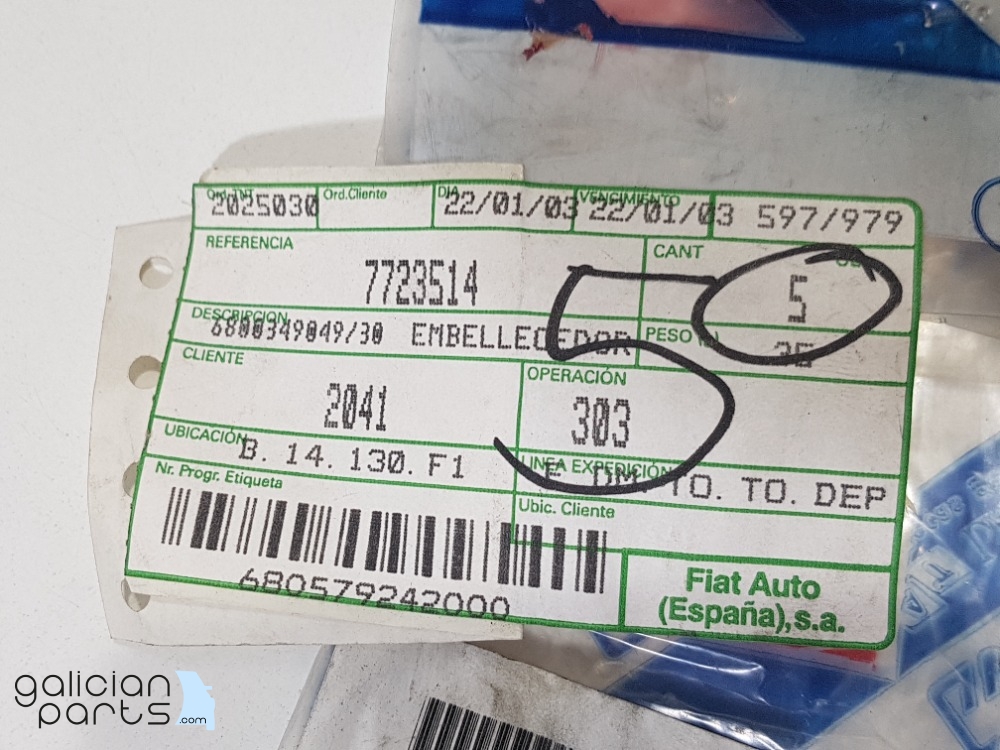 Ord.TNT Ord.Cliente DIA VENCIMIENTO
2025030 22/01/03 22/01/03 597/979
REFERENCIA CANT
7723514 5
DESCRIPCION PESO
6800349049/30 EMBELLECEDOR
CLIENTE OPERACIÓN
2041 303
UBICACIÓN LINEA EXPEDICIÓN
B. 14. 130. F1 TO. TO. DEP
Nr. Progr. Etiqueta Ubic. Cliente
680579242000
Fiat Auto
(España),s.a.
5
galician
parts.com